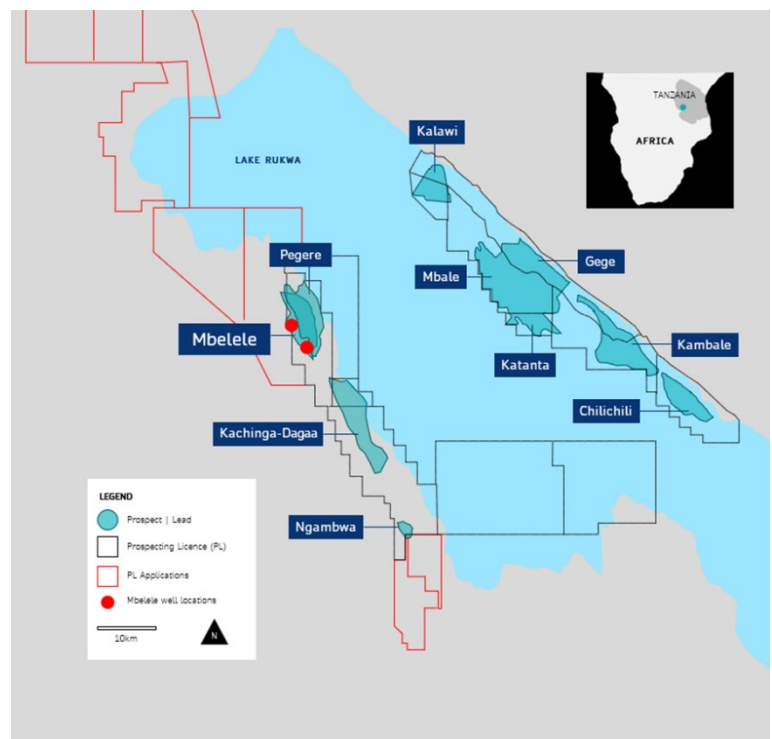 TANZANIA
AFRICA
Kalawi
LAKE RUKWA
Pegere
Gege
Mbale
Mbelele
Kambale
Katanta
Chilichili
Kachinga-Dagaa
Ngambwa
LEGEND
Prospect | Lead
Prospecting Licence (PL)
PL Applications
Mbelele well locations
10km
N